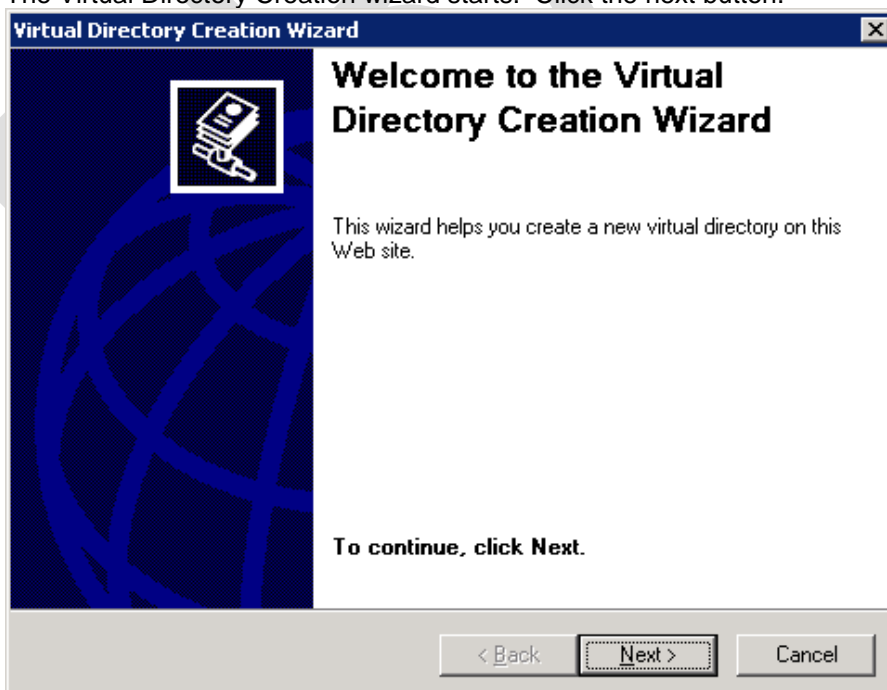 The Virtual Directory Creation wizard starts.  Click the next button.
Virtual Directory Creation Wizard
Welcome to the Virtual
Directory Creation Wizard
This wizard helps you create a new virtual directory on this
Web site.
To continue, click Next.
< Back
Next >
Cancel